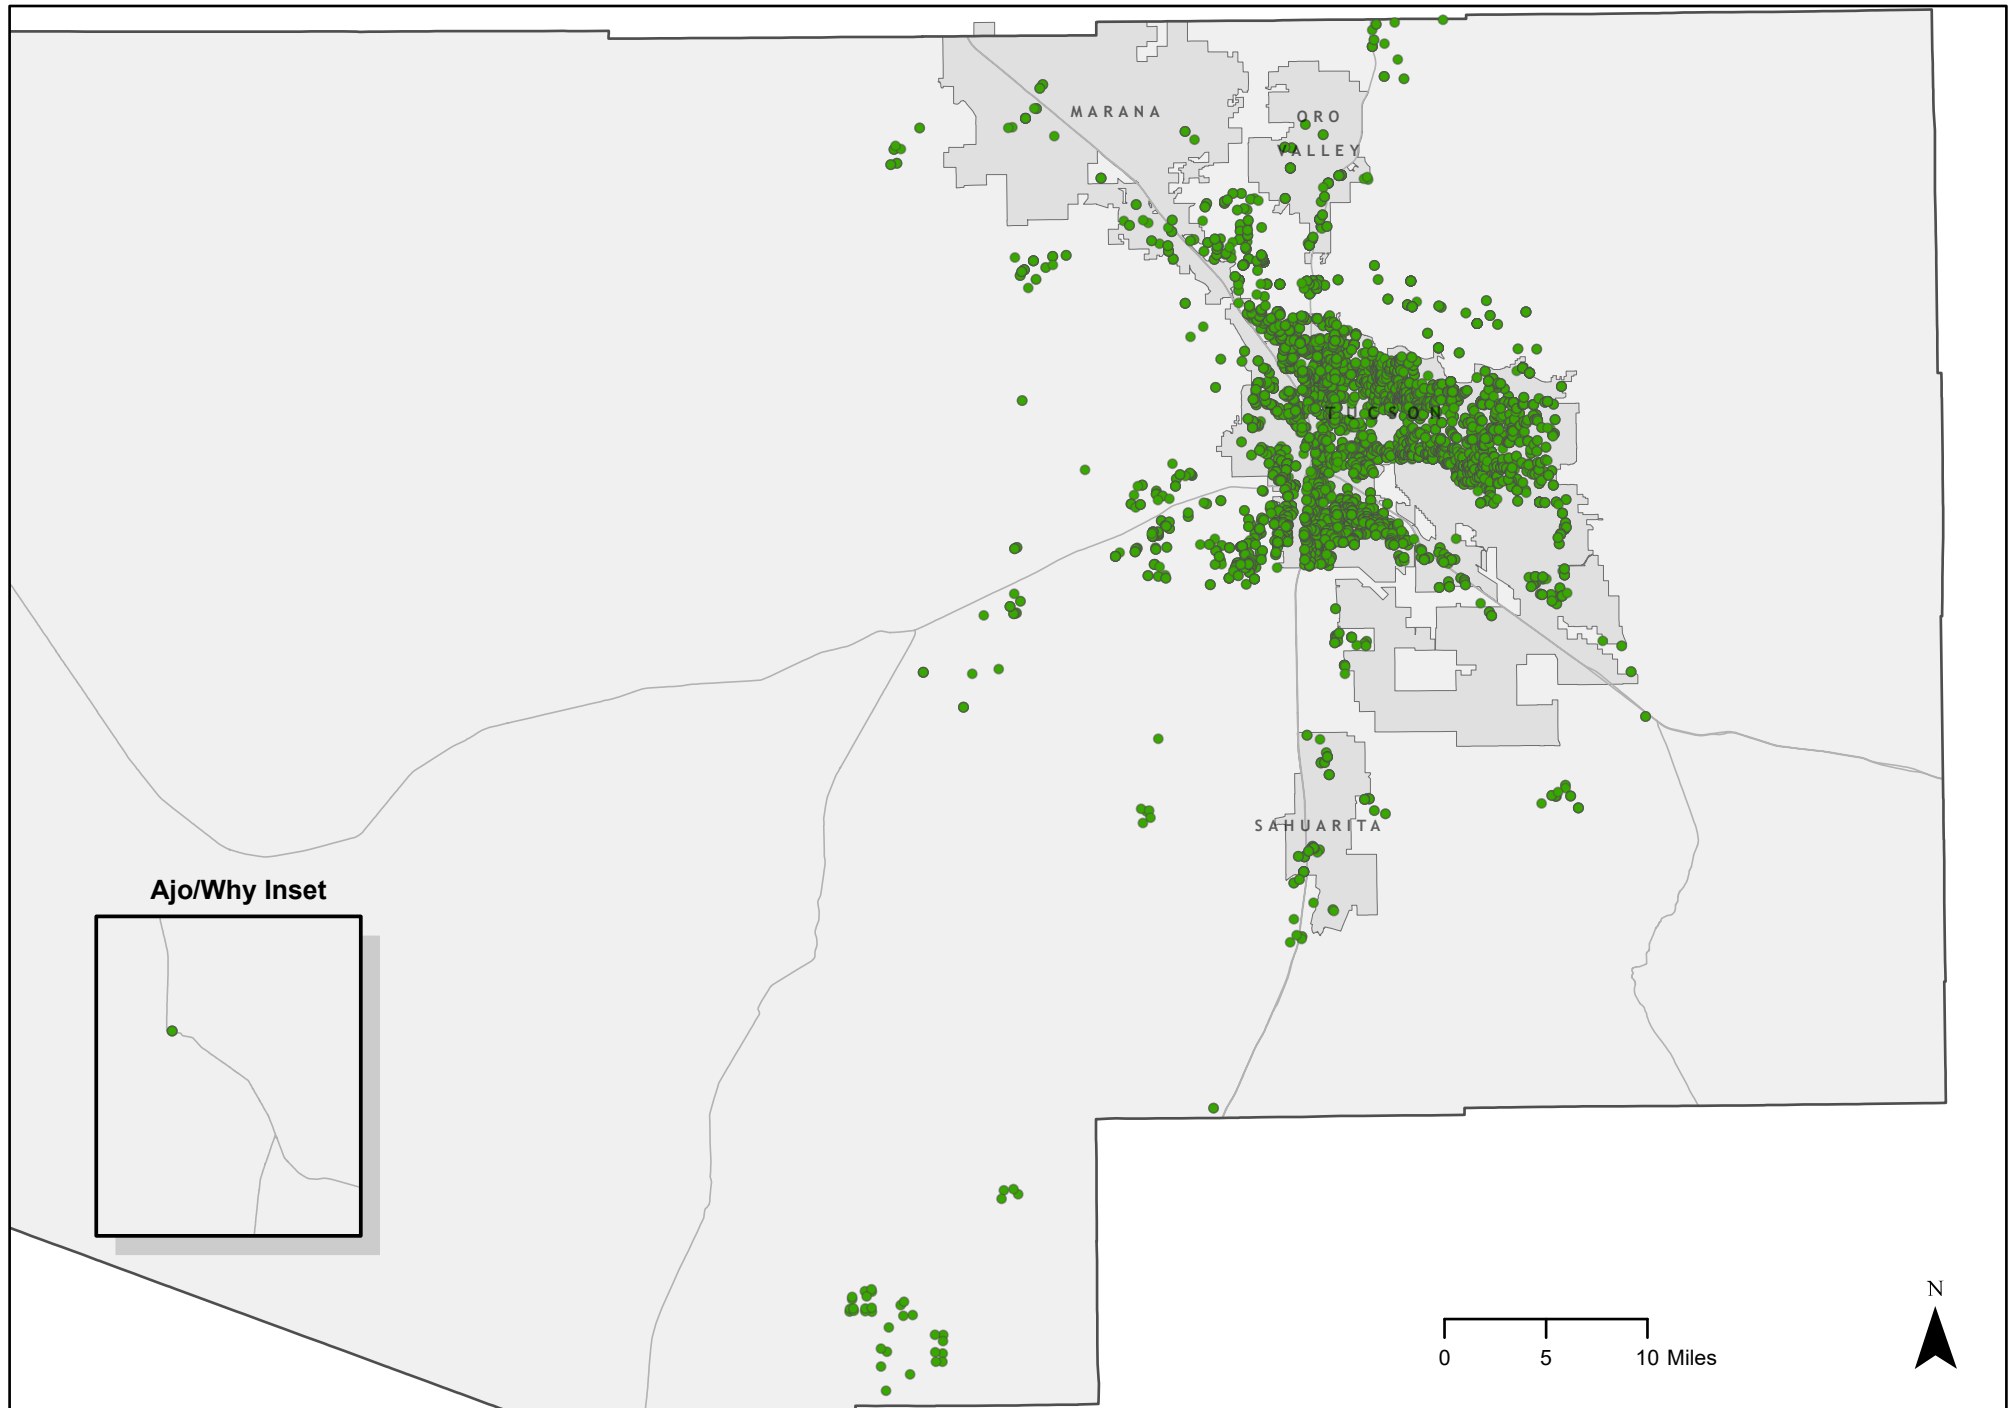 MARANA
ORO
VALLEY
TUCSON
SAHUARITA
Ajo/Why Inset
N
0 5 10 Miles